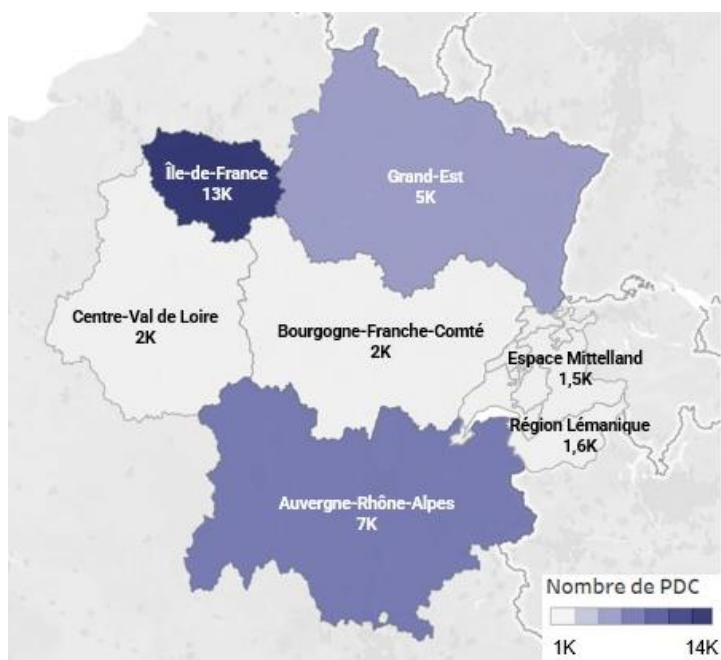 Île-de-France
13K
Grand-Est
5K
Centre-Val de Loire
2K
Bourgogne-Franche-Comté
2K
Espace Mittelland
1,5K
Région Lémanique
1,6K
Auvergne-Rhône-Alpes
7K
Nombre de PDC
1K 14K